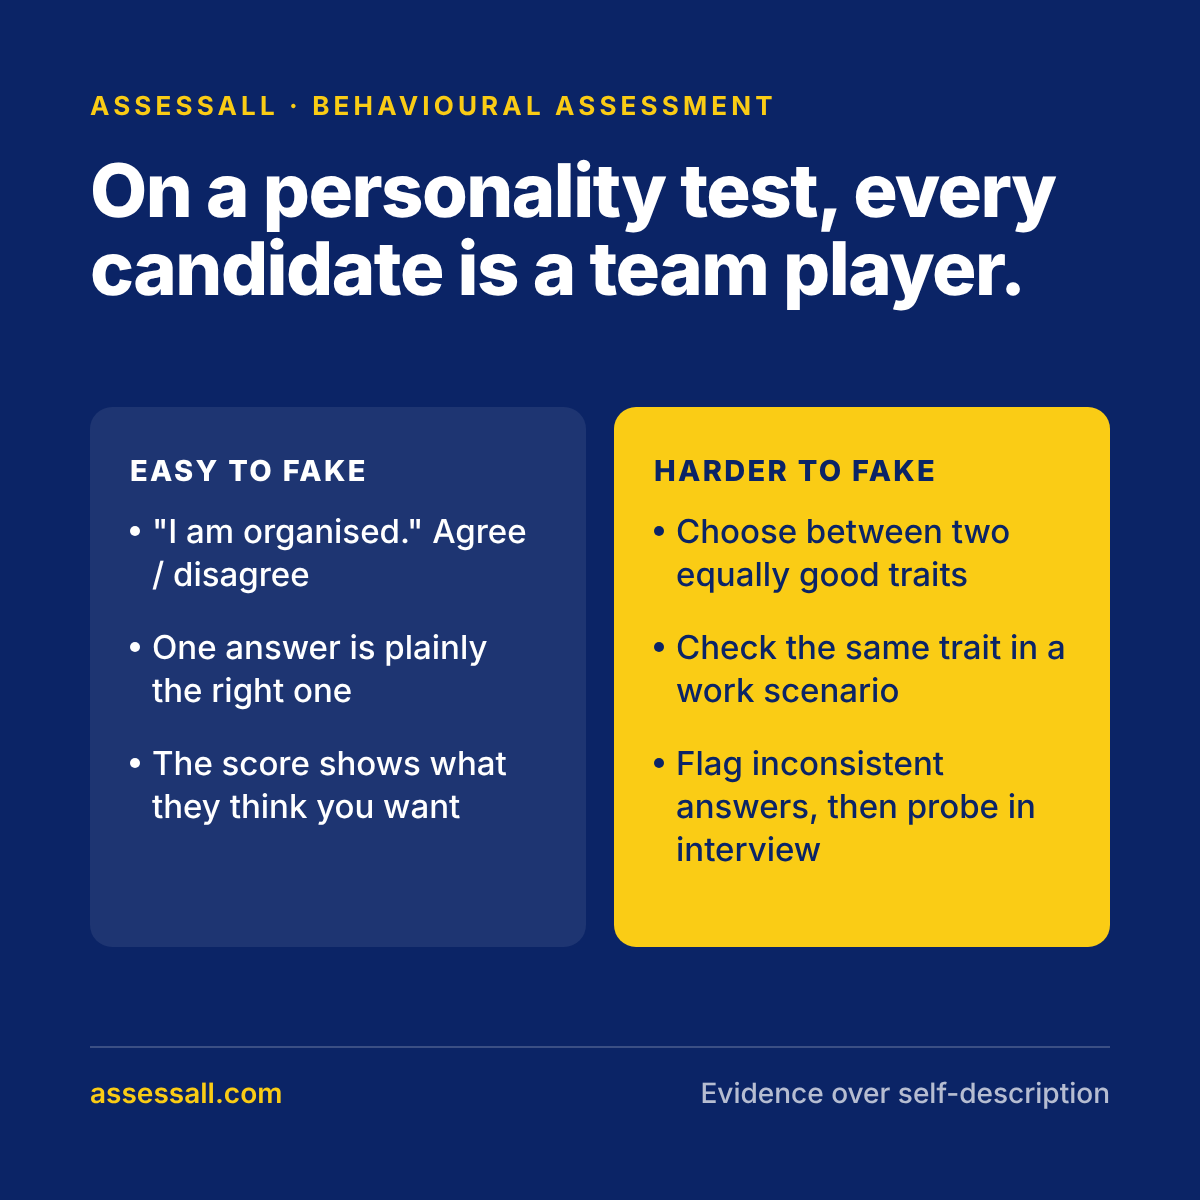 ASSESSALL · BEHAVIOURAL ASSESSMENT
On a personality test, every
candidate is a team player.
EASY TO FAKE
• "I am organised." Agree
/ disagree
• One answer is plainly
the right one
• The score shows what
they think you want
HARDER TO FAKE
• Choose between two
equally good traits
• Check the same trait in a
work scenario
• Flag inconsistent
answers, then probe in
interview
assessall.com
Evidence over self-description